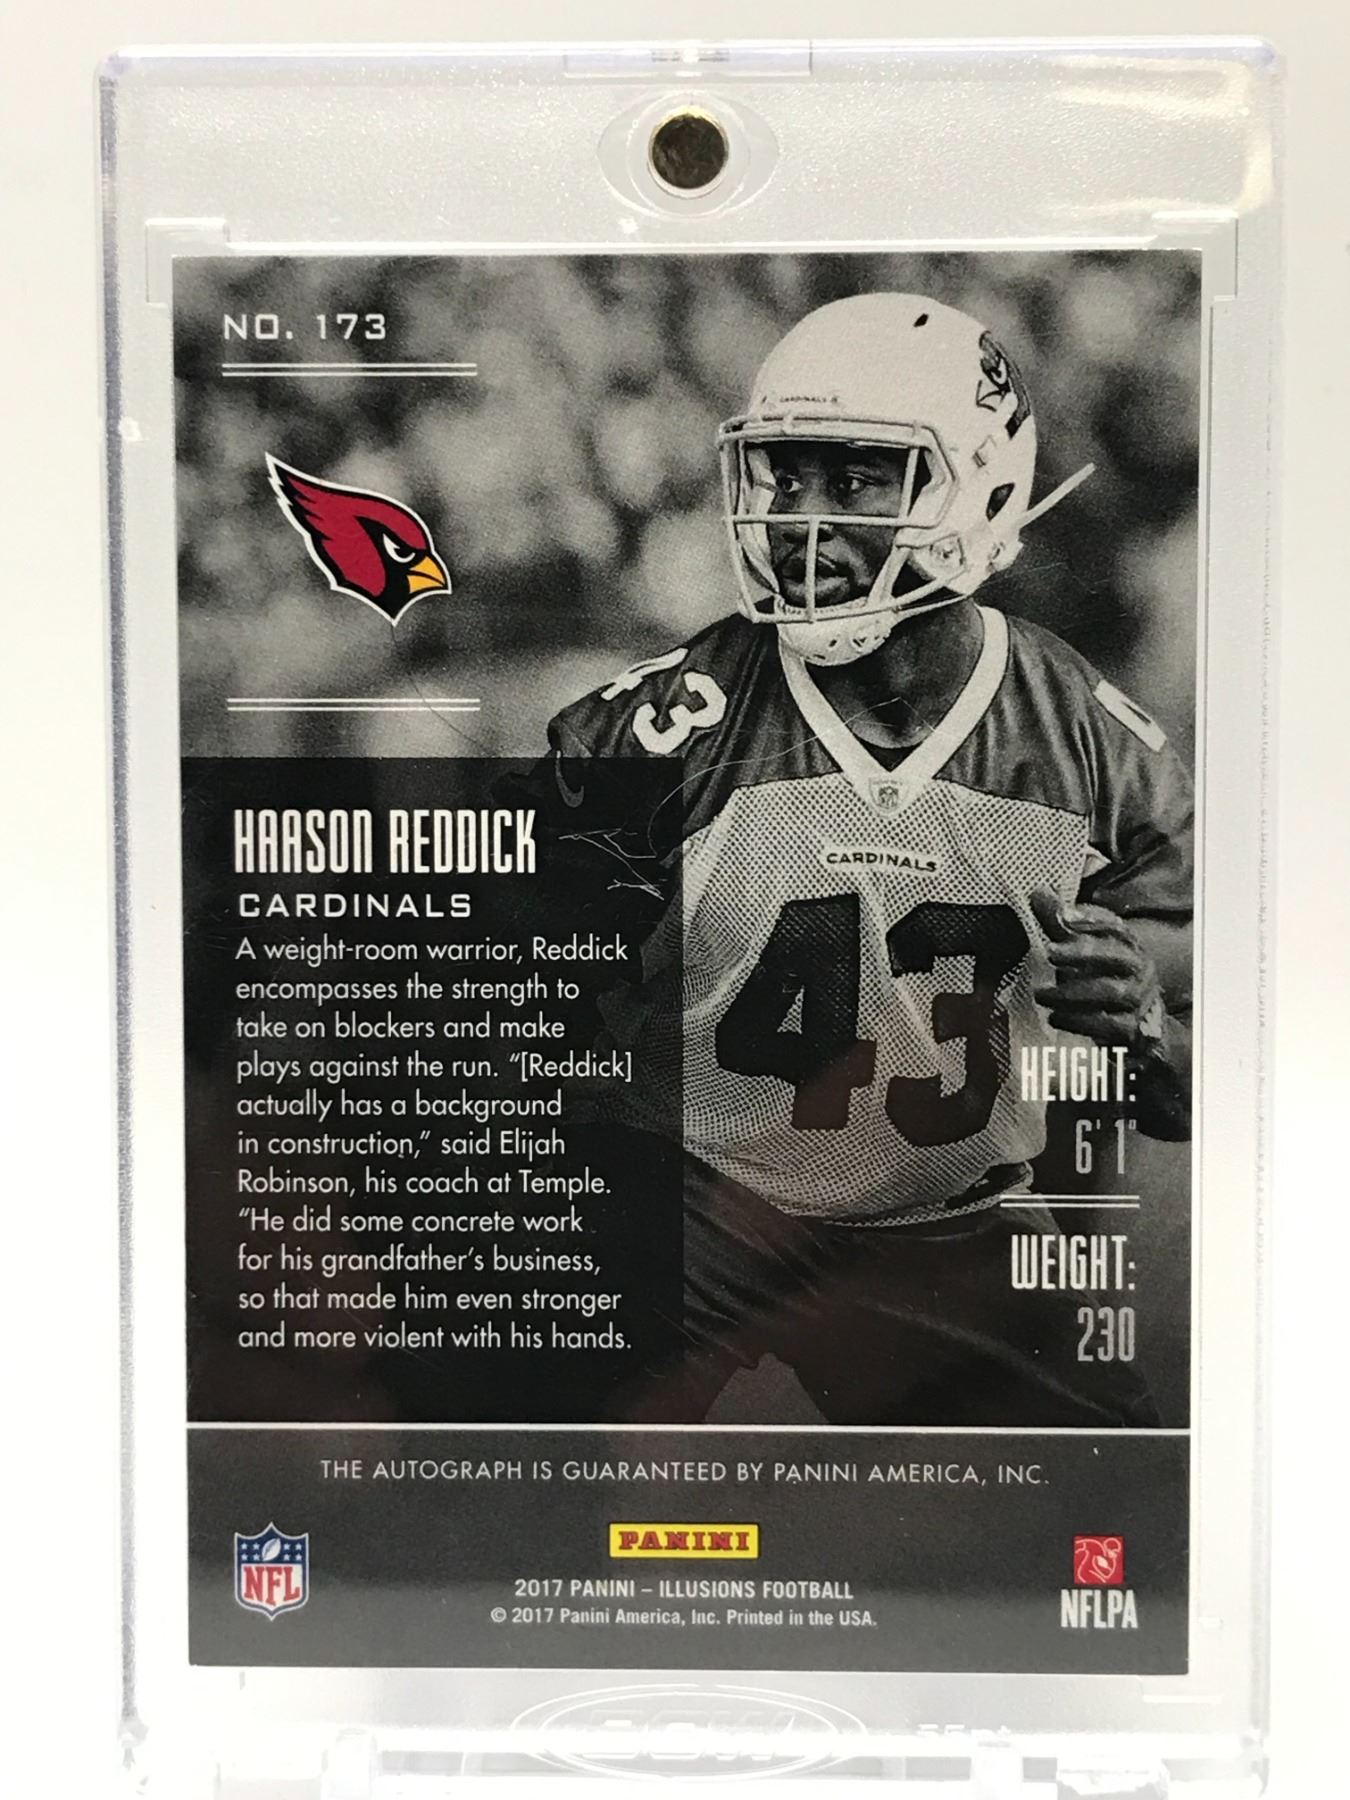 NO. 173
CARDINALS
43
HAASON REDDICK
CARDINALS
CARDINALS
43
A weight-room warrior, Reddick
encompasses the strength to
take on blockers and make
plays against the run. “[Reddick]
actually has a background
in construction,” said Elijah
Robinson, his coach at Temple.
“He did some concrete work
for his grandfather’s business,
so that made him even stronger
and more violent with his hands.
HEIGHT:
6' 1"
WEIGHT:
230
THE AUTOGRAPH IS GUARANTEED BY PANINI AMERICA, INC.
NFL
PANINI
NFLPA
2017 PANINI – ILLUSIONS FOOTBALL
© 2017 Panini America, Inc. Printed in the USA.
BCW
55pt